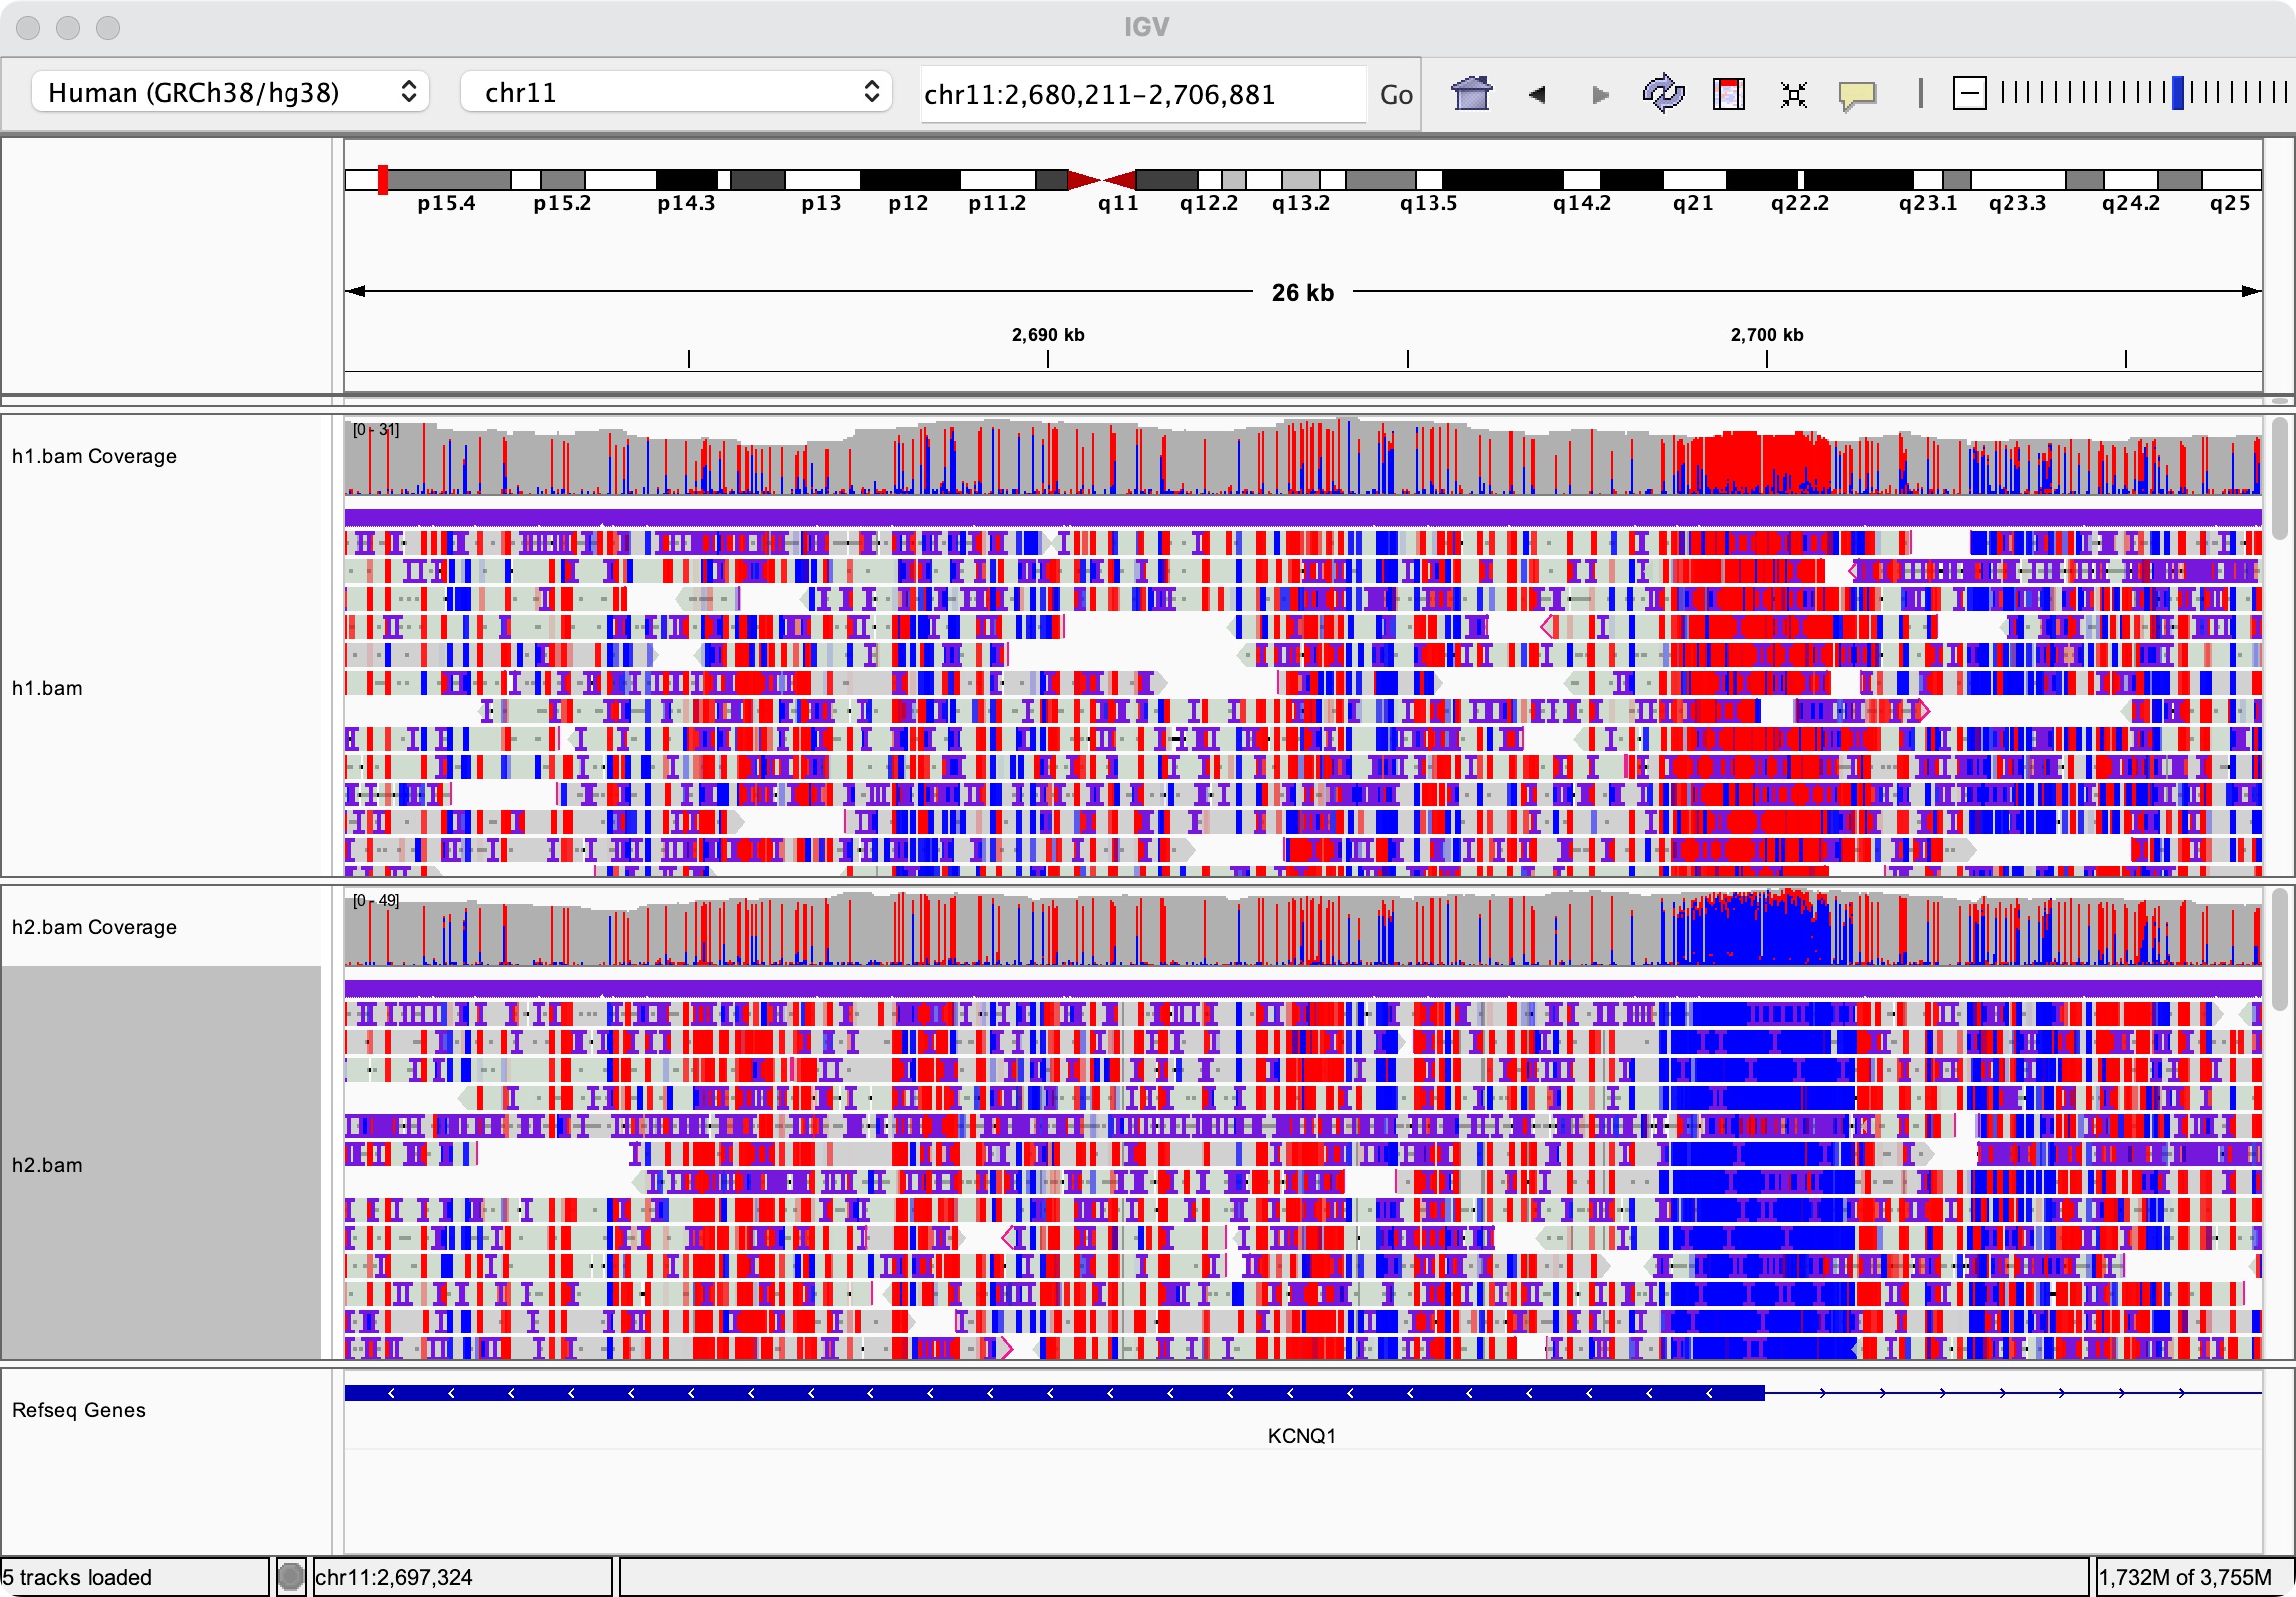 IGV
Human (GRCh38/hg38) chr11 chr11:2,680,211-2,706,881 Go
p15.4 p15.2 p14.3 p13 p12 p11.2 q11 q12.2 q13.2 q13.5 q14.2 q21 q22.2 q23.1 q23.3 q24.2 q25
26 kb
2,690 kb 2,700 kb
[0 - 31]
h1.bam Coverage
h1.bam
[0 - 49]
h2.bam Coverage
h2.bam
Refseq Genes
KCNQ1
5 tracks loaded chr11:2,697,324 1,732M of 3,755M